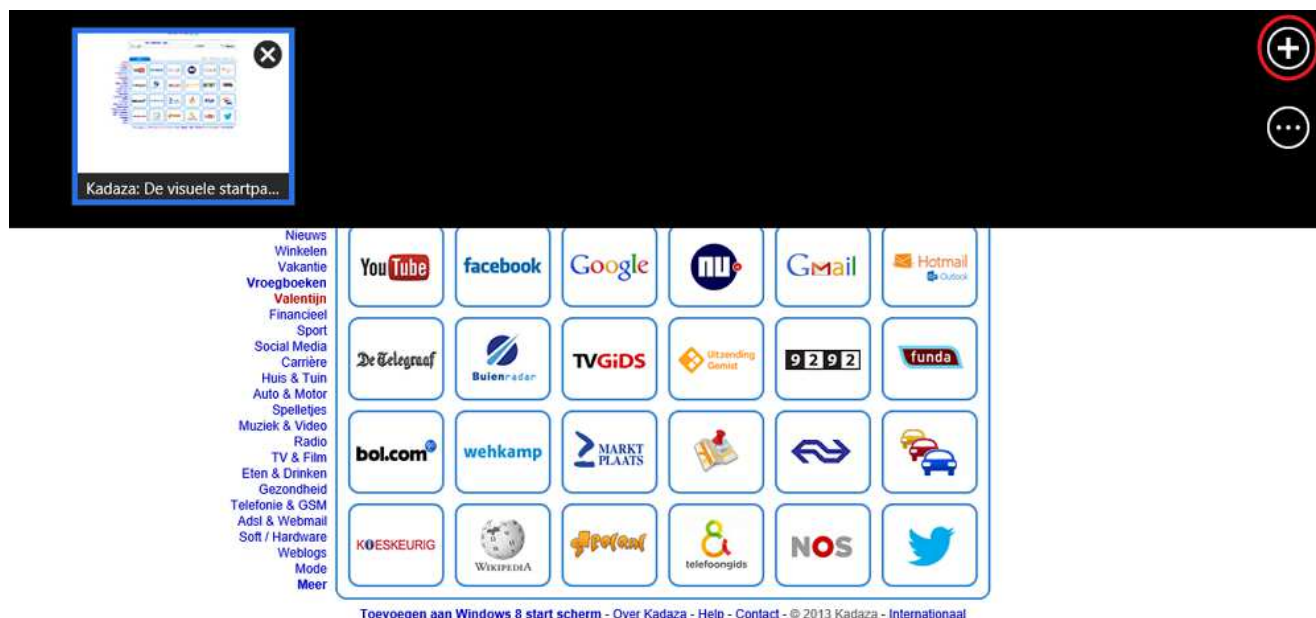 Kadaza: De visuele startpa...
Nieuws
Winkelen
Vakantie
Vroegboeken
Valentijn
Financieel
Sport
Social Media
Carrière
Huis & Tuin
Auto & Motor
Spelletjes
Muziek & Video
Radio
TV & Film
Eten & Drinken
Gezondheid
Telefonie & GSM
Adsl & Webmail
Soft / Hardware
Weblogs
Mode
Meer
YouTube
facebook
Google
nu
Gmail
Hotmail
Outlook
De Telegraaf
Buienradar
TVGiDS
Uitzending
Gemist
9292
funda
bol.com
wehkamp
MARKT
PLAATS
KIESKEURIG
WIKIPEDIA
telefoongids
NOS
Toevoegen aan Windows 8 start scherm - Over Kadaza - Help - Contact - © 2013 Kadaza - Internationaal